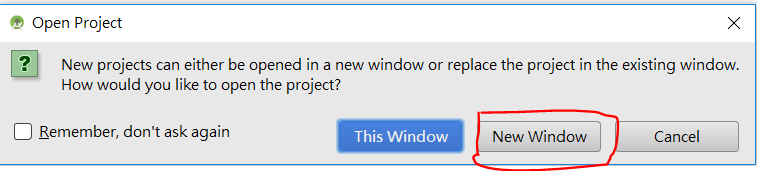 Open Project
New projects can either be opened in a new window or replace the project in the existing window.
How would you like to open the project?
Remember, don't ask again
This Window
New Window
Cancel